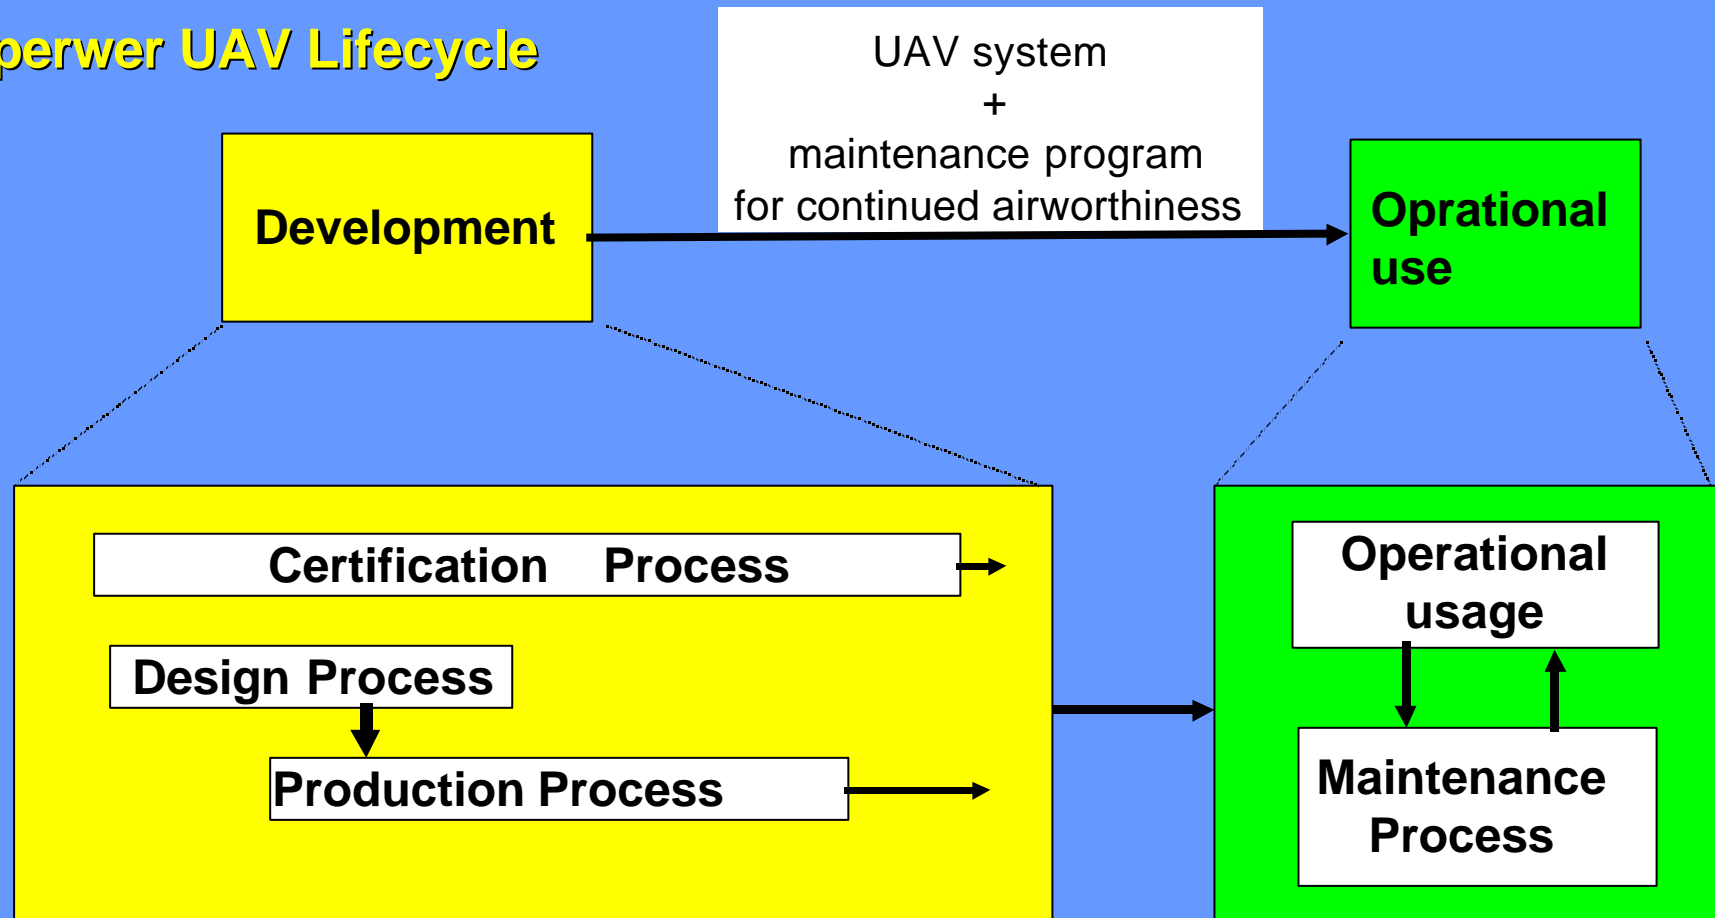 perwer UAV Lifecycle
UAV system
+
maintenance program
for continued airworthiness
Development
Oprational
use
Certification Process
Design Process
Production Process
Operational
usage
Maintenance
Process